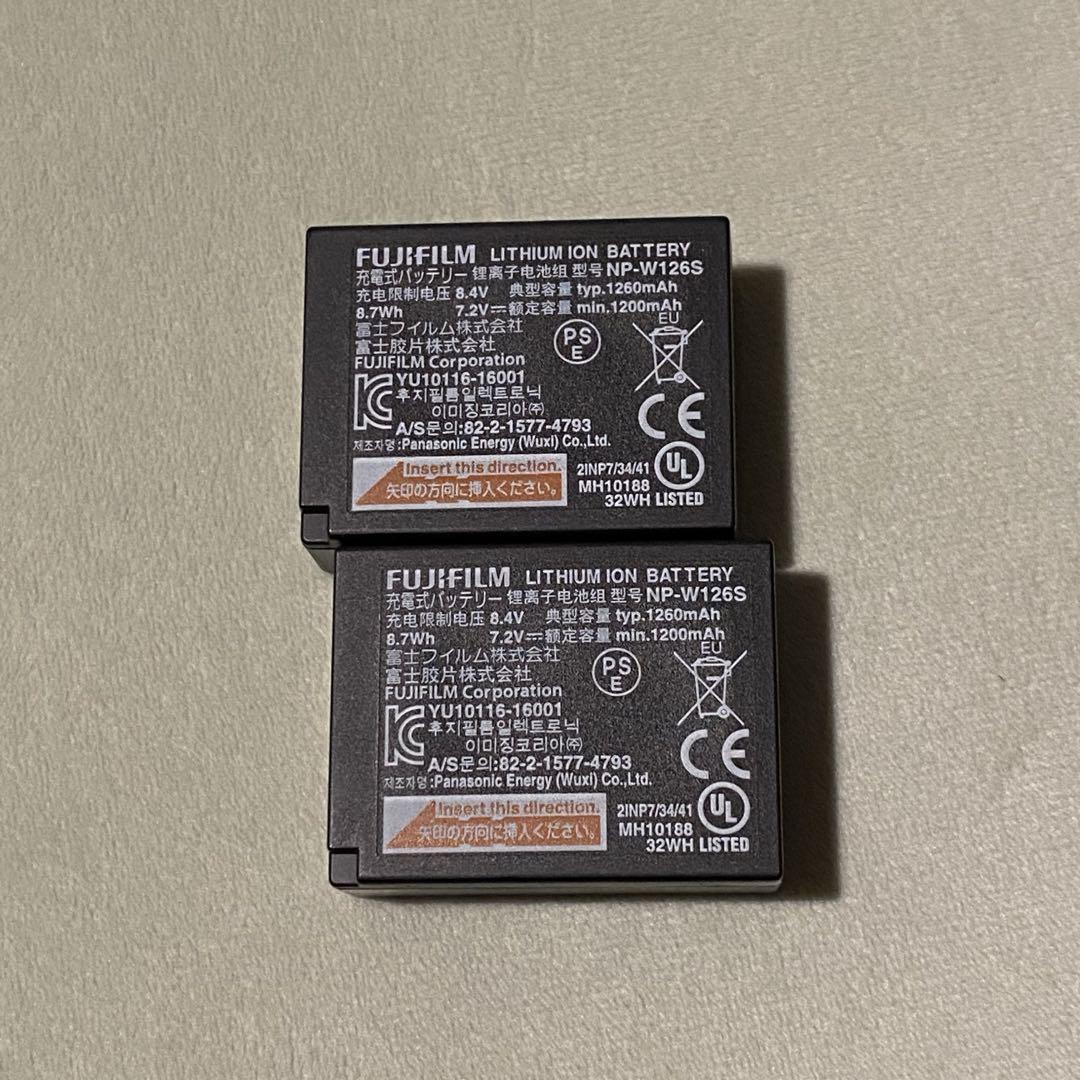 FUJIFILM LITHIUM ION BATTERY
充電式バッテリー 锂离子电池组 型号 NP-W126S
充电限制电压 8.4V 典型容量 typ.1260mAh
8.7Wh 7.2V⎓额定容量 min.1200mAh
富士フイルム株式会社
富士胶片株式会社
FUJIFILM Corporation
PS
E
EU
YU10116-16001
후지필름일렉트로닉
이미징코리아㈜
A/S문의:82-2-1577-4793
제조자명:Panasonic Energy (Wuxi) Co.,Ltd.
CE
Insert this direction.
矢印の方向に挿入ください。
2INP7/34/41
MH10188
UL
32WH LISTED
FUJIFILM LITHIUM ION BATTERY
充電式バッテリー 锂离子电池组 型号 NP-W126S
充电限制电压 8.4V 典型容量 typ.1260mAh
8.7Wh 7.2V⎓额定容量 min.1200mAh
富士フイルム株式会社
富士胶片株式会社
FUJIFILM Corporation
PS
E
EU
YU10116-16001
후지필름일렉트로닉
이미징코리아㈜
A/S문의:82-2-1577-4793
제조자명:Panasonic Energy (Wuxi) Co.,Ltd.
CE
Insert this direction.
矢印の方向に挿入ください。
2INP7/34/41
MH10188
UL
32WH LISTED